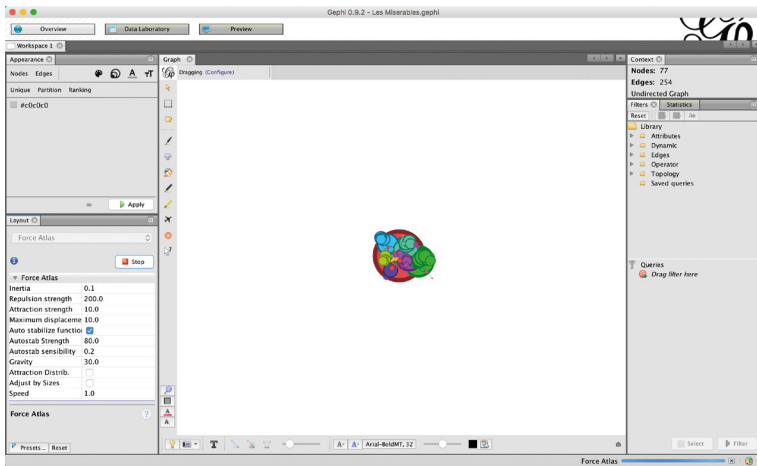 Gephi 0.9.2 - Les Miserables.gephi
Overview
Data Laboratory
Preview
Workspace 1
Appearance
Nodes Edges
T
Unique Partition Ranking
#c0c0c0
Apply
Layout
Force Atlas
Stop
Force Atlas
Inertia 0.1
Repulsion strength 200.0
Attraction strength 10.0
Maximum displaceme 10.0
Auto stabilize functior
Autostab Strength 80.0
Autostab sensibility 0.2
Gravity 30.0
Attraction Distrib.
Adjust by Sizes
Speed 1.0
Force Atlas ?
Presets... Reset
Graph
Dragging (Configure)
T
A- A- Arial-BoldMT, 32
Context
Nodes: 77
Edges: 254
Undirected Graph
Filters Statistics
Reset
Library
Attributes
Dynamic
Edges
Operator
Topology
Saved queries
Queries
Drag filter here
Select Filter
Force Atlas